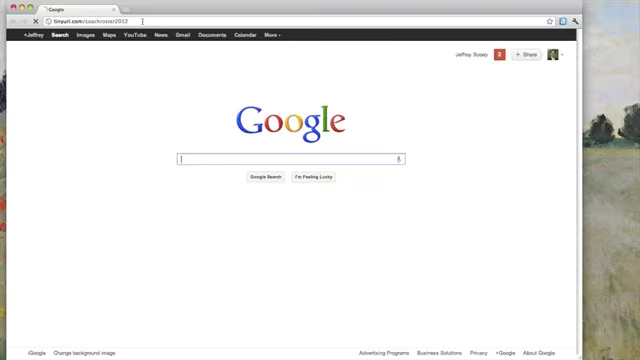 Google
tinyurl.com/coachroster2012
+Jeffrey Search Images Maps YouTube News Gmail Documents Calendar More
Jeffrey Sooey 2 + Share
Google
Google Search I'm Feeling Lucky
iGoogle Change background image Advertising Programs Business Solutions Privacy +Google About Google